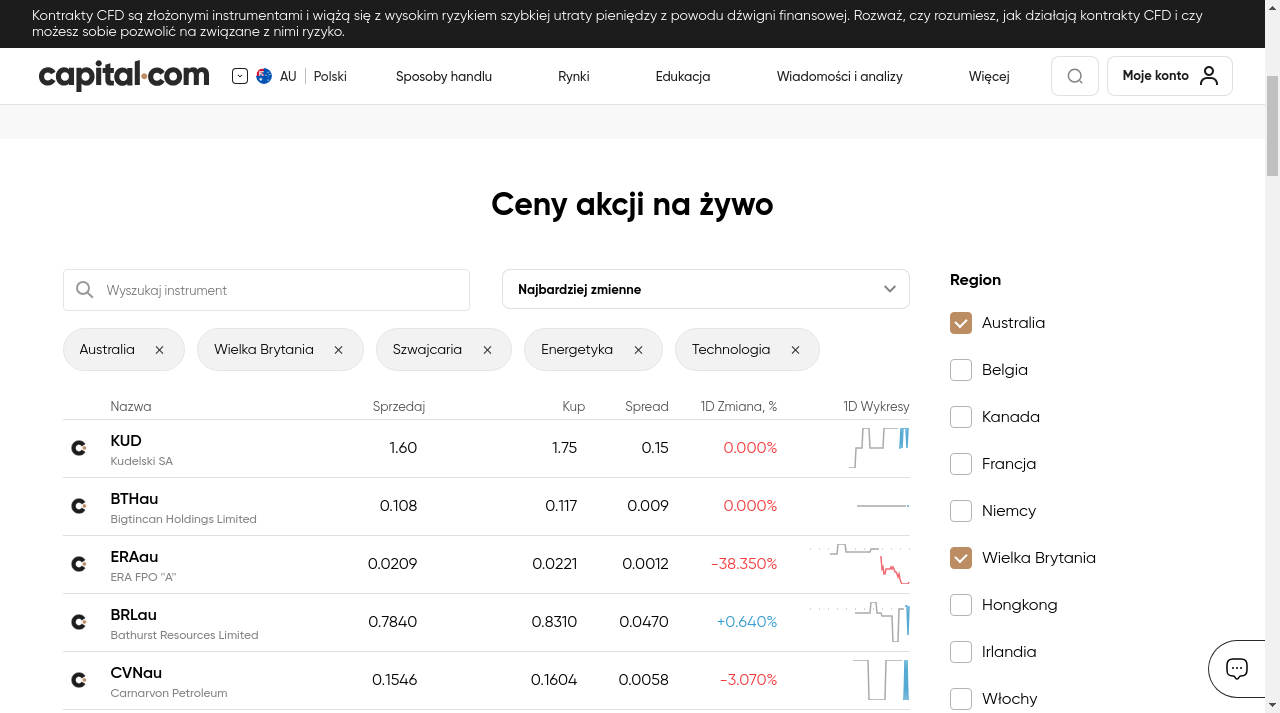 Kontrakty CFD są złożonymi instrumentami i wiążą się z wysokim ryzykiem szybkiej utraty pieniędzy z powodu dźwigni finansowej. Rozważ, czy rozumiesz, jak działają kontrakty CFD i czy
możesz sobie pozwolić na związane z nimi ryzyko.
capital.com AU Polski Sposoby handlu Rynki Edukacja Wiadomości i analizy Więcej Moje konto
Ceny akcji na żywo
Wyszukaj instrument Najbardziej zmienne
Australia Wielka Brytania Szwajcaria Energetyka Technologia
Nazwa Sprzedaj Kup Spread 1D Zmiana, % 1D Wykresy
KUD 1.60 1.75 0.15 0.000%
Kudelski SA
BTHau 0.108 0.117 0.009 0.000%
Bigtincan Holdings Limited
ERAau 0.0209 0.0221 0.0012 -38.350%
ERA FPO "A"
BRLau 0.7840 0.8310 0.0470 +0.640%
Bathurst Resources Limited
CVNau 0.1546 0.1604 0.0058 -3.070%
Carnarvon Petroleum
Region
Australia
Belgia
Kanada
Francja
Niemcy
Wielka Brytania
Hongkong
Irlandia
Włochy